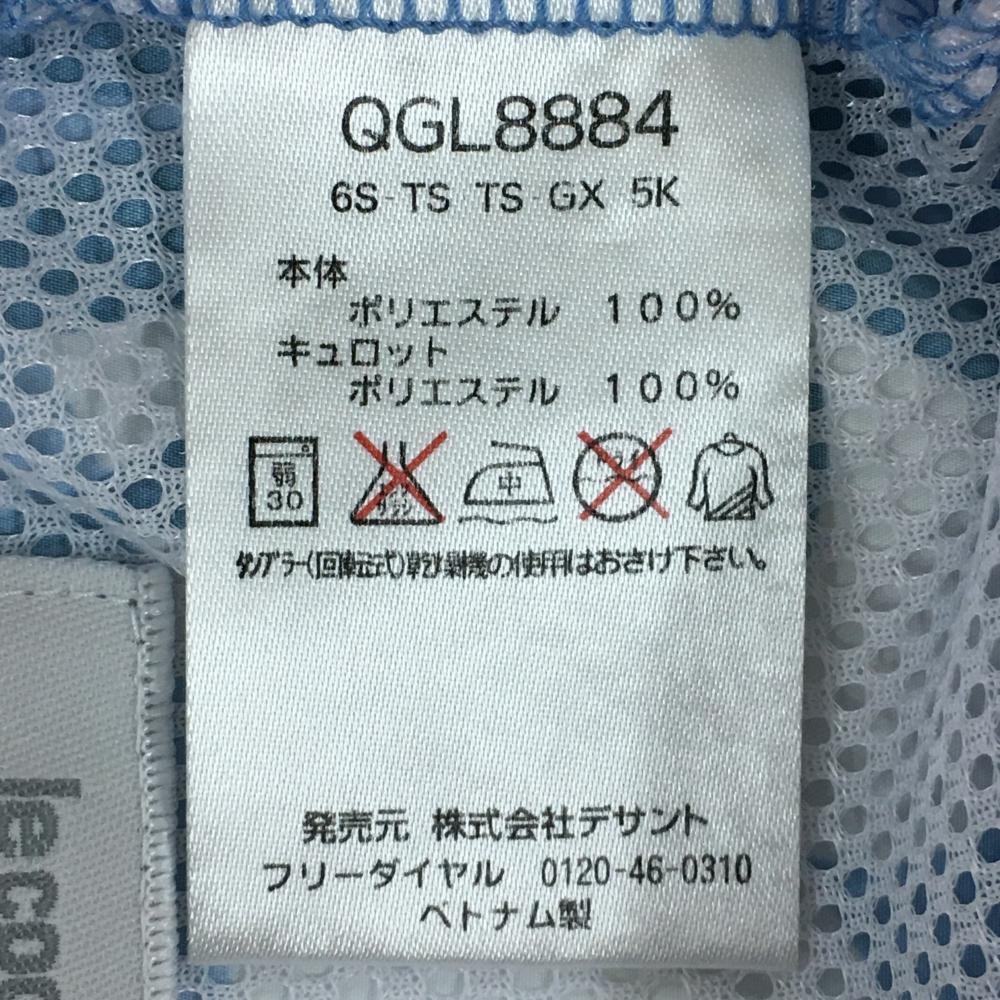 QGL8884
6S-TS TS-GX 5K
本体
ポリエステル 100%
キュロット
ポリエステル 100%
弱
30
中
タンブラー(回転式)乾燥機の使用はおさけ下さい。
発売元 株式会社デサント
フリーダイヤル 0120-46-0310
ベトナム製
le coq